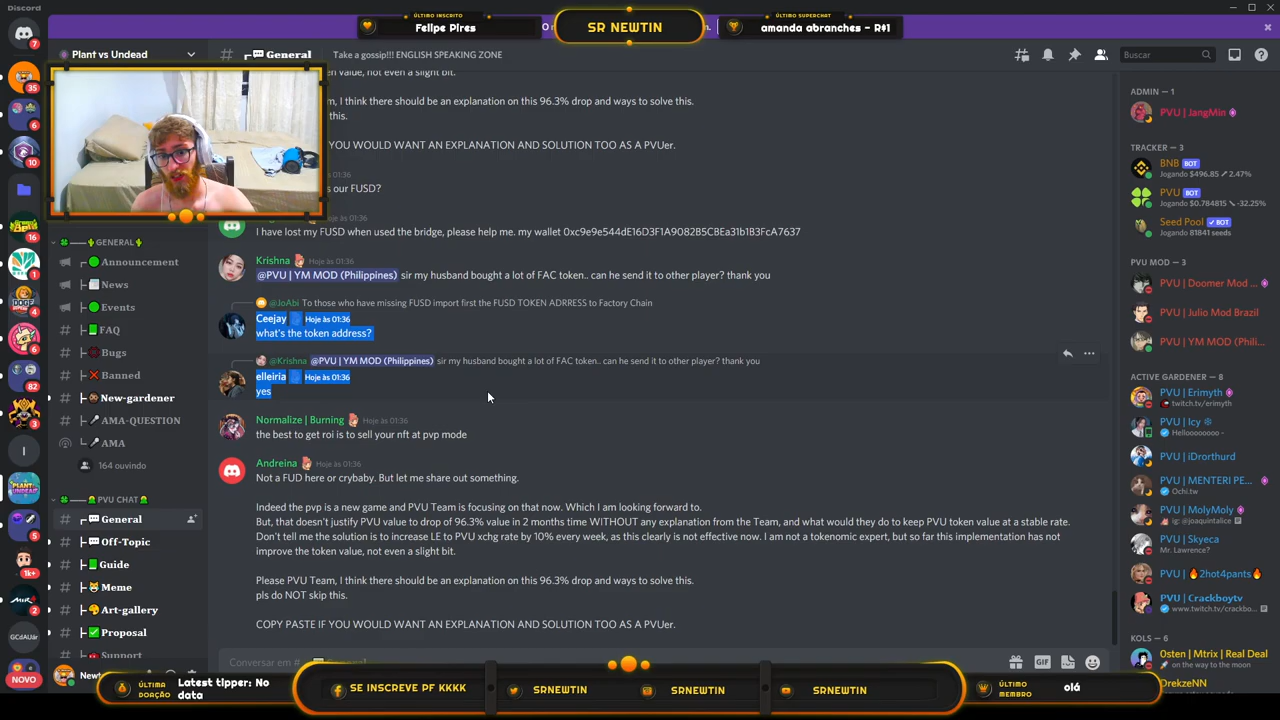 Discord
ÚLTIMO INSCRITO
Felipe Pires
SR NEWTIN
ÚLTIMO SUPERCHAT
amanda abranches - R$1
Plant vs Undead
General
Take a gossip!!! ENGLISH SPEAKING ZONE
Buscar
n value, not even a slight bit.
m, I think there should be an explanation on this 96.3% drop and ways to solve this.
this.
YOU WOULD WANT AN EXPLANATION AND SOLUTION TOO AS A PVUer.
s our FUSD?
Hoje às 01:36
I have lost my FUSD when used the bridge, please help me. my wallet 0xc9e9e544dE16D3F1A9082B5CBEa31b1B3FcA7637
Krishna Hoje às 01:36
@PVU | YM MOD (Philippines) sir my husband bought a lot of FAC token.. can he send it to other player? thank you
@JoAbi To those who have missing FUSD import first the FUSD TOKEN ADRRESS to Factory Chain
Ceejay Hoje às 01:36
what's the token address?
@Krishna @PVU | YM MOD (Philippines) sir my husband bought a lot of FAC token.. can he send it to other player? thank you
elleiria Hoje às 01:36
yes
Normalize | Burning Hoje às 01:36
the best to get roi is to sell your nft at pvp mode
Andreina Hoje às 01:36
Not a FUD here or crybaby. But let me share out something.
Indeed the pvp is a new game and PVU Team is focusing on that now. Which I am looking forward to.
But, that doesn't justify PVU value to drop of 96.3% value in 2 months time WITHOUT any explanation from the Team, and what would they do to keep PVU token value at a stable rate.
Don't tell me the solution is to increase LE to PVU xchg rate by 10% every week, as this clearly is not effective now. I am not a tokenomic expert, but so far this implementation has not
improve the token value, not even a slight bit.
Please PVU Team, I think there should be an explanation on this 96.3% drop and ways to solve this.
pls do NOT skip this.
COPY PASTE IF YOU WOULD WANT AN EXPLANATION AND SOLUTION TOO AS A PVUer.
Conversar em #
General
GENERAL
Announcement
News
Events
FAQ
Bugs
Banned
New-gardener
AMA-QUESTION
AMA
164 ouvindo
PVU CHAT
General
Off-Topic
Guide
Meme
Art-gallery
Proposal
Support
7
35
6
10
16
1
4
6
82
3
I
1k+
2
GCdAUár
NOVO
ADMIN — 1
PVU | JangMin
TRACKER — 3
BNB BOT
Jogando $496.85 2.47%
PVU BOT
Jogando $0.784815 -32.25%
Seed Pool BOT
Jogando 81841 seeds
PVU MOD — 3
PVU | Doomer Mod ...
PVU | Julio Mod Brazil
PVU | YM MOD (Phili...
ACTIVE GARDENER — 8
PVU | Erimyth
twitch.tv/erimyth
PVU | Icy
Helloooooooo ~
PVU | iDrorthurd
PVU | MENTERI PE...
Ochi.tw
PVU | MolyMoly
ig: @joaquintalice
PVU | Skyeca
Mr. Lawrence?
PVU | 2hot4pants
PVU | Crackboytv
www.twitch.tv/crackbo...
KOLS — 6
Osten | Mtrix | Real Deal
on way to the moon
DrekzeNN
Newt
ÚLTIMA
DOAÇÃO
Latest tipper: No
data
SE INSCREVE PF KKKK
SRNEWTIN
SRNEWTIN
SRNEWTIN
ÚLTIMO
MEMBRO
olá
GIF